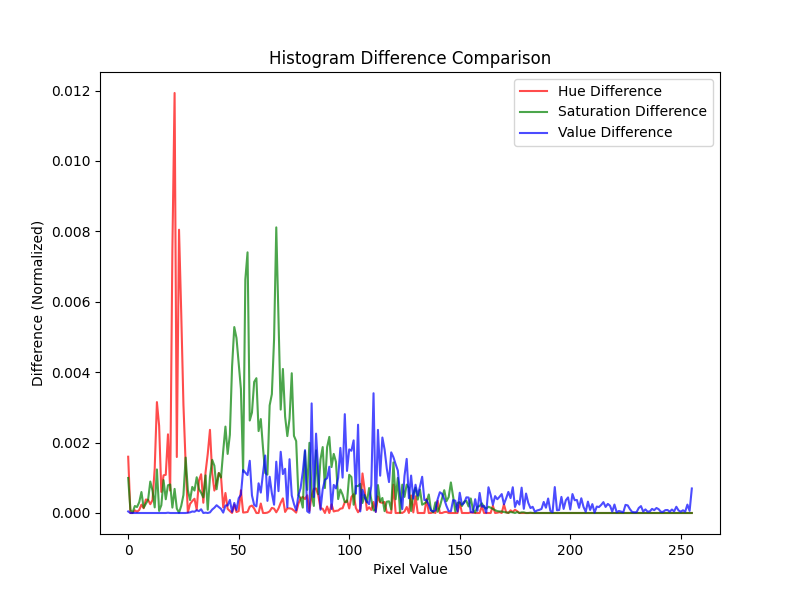 Histogram Difference Comparison
Hue Difference
Saturation Difference
Value Difference
Difference (Normalized)
0.012
0.010
0.008
0.006
0.004
0.002
0.000
0
50
100
150
200
250
Pixel Value